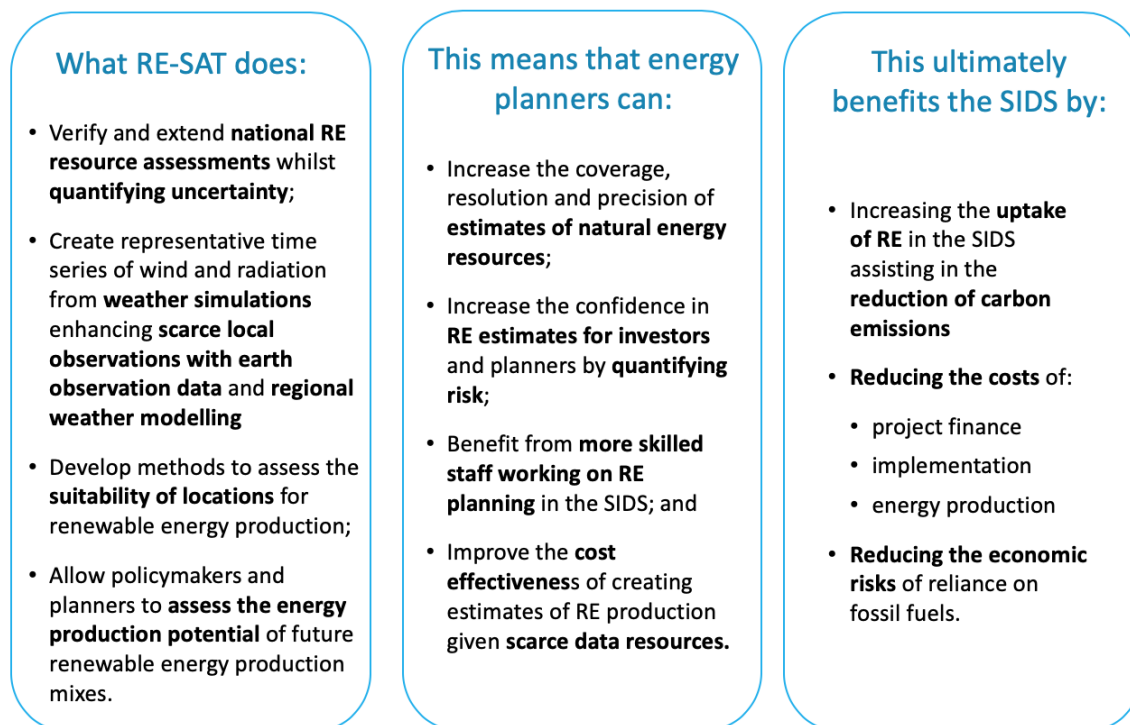 What RE-SAT does:
• Verify and extend national RE
resource assessments whilst
quantifying uncertainty;
• Create representative time
series of wind and radiation
from weather simulations
enhancing scarce local
observations with earth
observation data and regional
weather modelling
• Develop methods to assess the
suitability of locations for
renewable energy production;
• Allow policymakers and
planners to assess the energy
production potential of future
renewable energy production
mixes.
This means that energy
planners can:
• Increase the coverage,
resolution and precision of
estimates of natural energy
resources;
• Increase the confidence in
RE estimates for investors
and planners by quantifying
risk;
• Benefit from more skilled
staff working on RE
planning in the SIDS; and
• Improve the cost
effectiveness of creating
estimates of RE production
given scarce data resources.
This ultimately
benefits the SIDS by:
• Increasing the uptake
of RE in the SIDS
assisting in the
reduction of carbon
emissions
• Reducing the costs of:
• project finance
• implementation
• energy production
• Reducing the economic
risks of reliance on
fossil fuels.